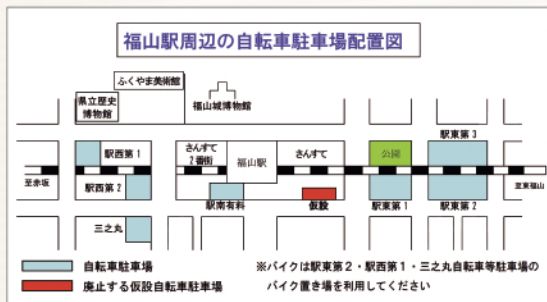 福山駅周辺の自転車駐車場配置図
ふくやま美術館
県立歴史
博物館
福山城博物館
駅東第3
駅西第1
さんすて
2番街
福山駅
さんすて
公園
至赤坂
駅西第2
駅南有料
仮設
駅東第1
駅東第2
至東福山
三之丸
自転車駐車場
廃止する仮設自転車駐車場
※バイクは駅東第2・駅西第1・三之丸自転車等駐車場の
バイク置き場を利用してください